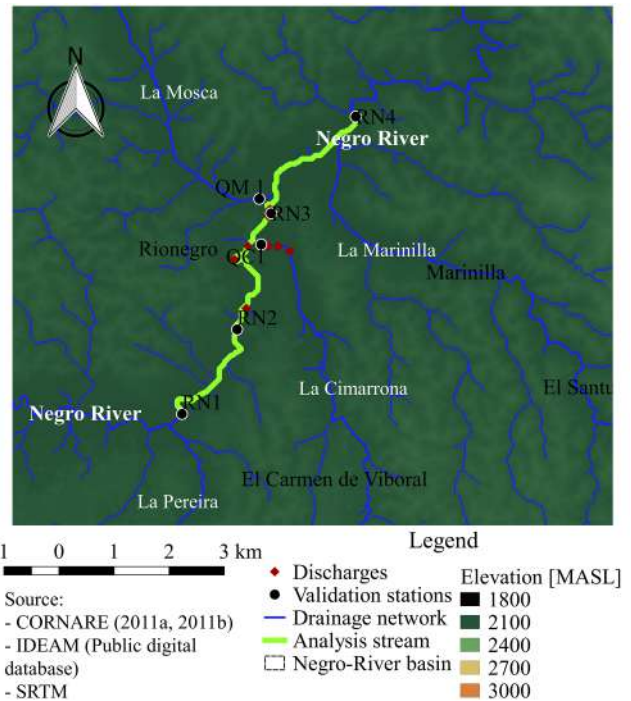 N
La Mosca
RN4
Negro River
QM 1
RN3
Rionegro
La Marinilla
QC1
Marinilla
RN2
La Cimarrona
El Santu
RN1
Negro River
El Carmen de Viboral
La Pereira
1 0 1 2 3 km
Legend
Discharges
Validation stations
Drainage network
Analysis stream
Negro-River basin
Elevation [MASL]
1800
2100
2400
2700
3000
Source:
- CORNARE (2011a, 2011b)
- IDEAM (Public digital
database)
- SRTM